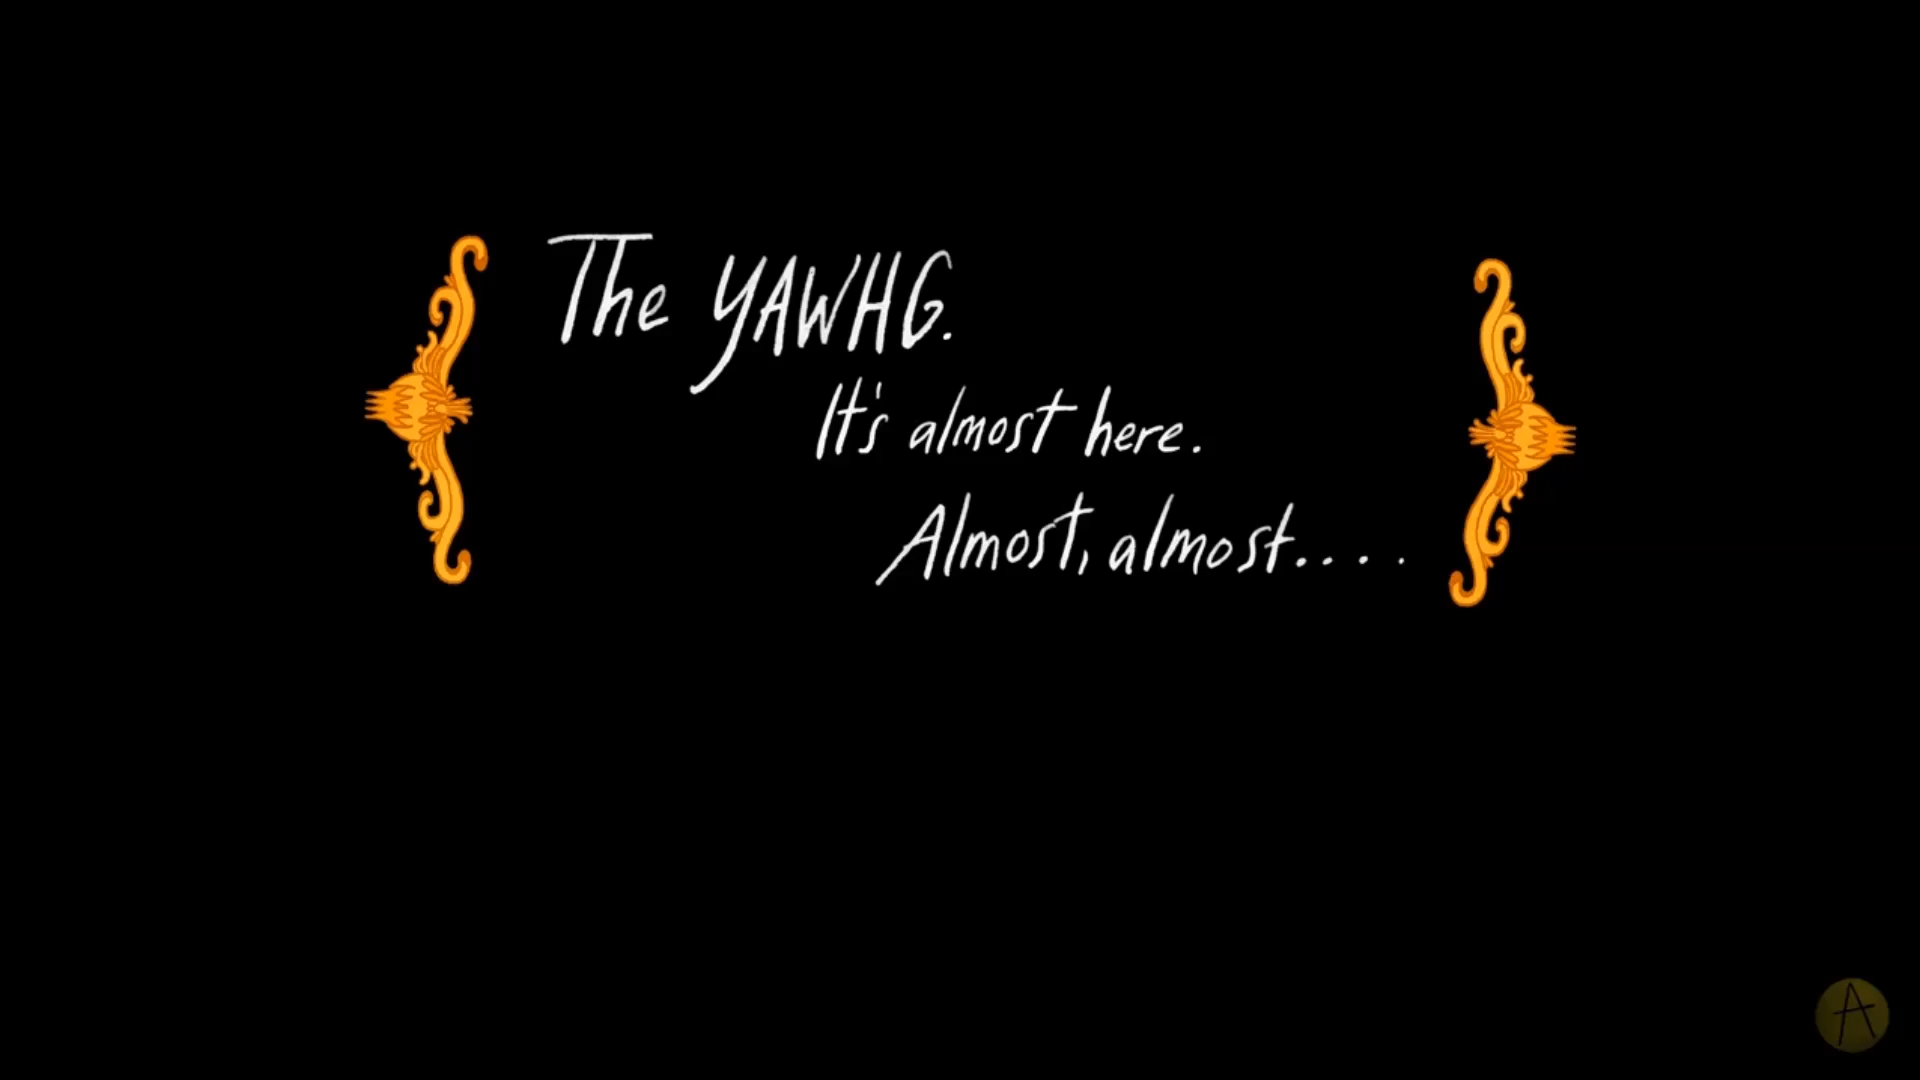 The YAWHG.
It's almost here.
Almost, almost.....
A